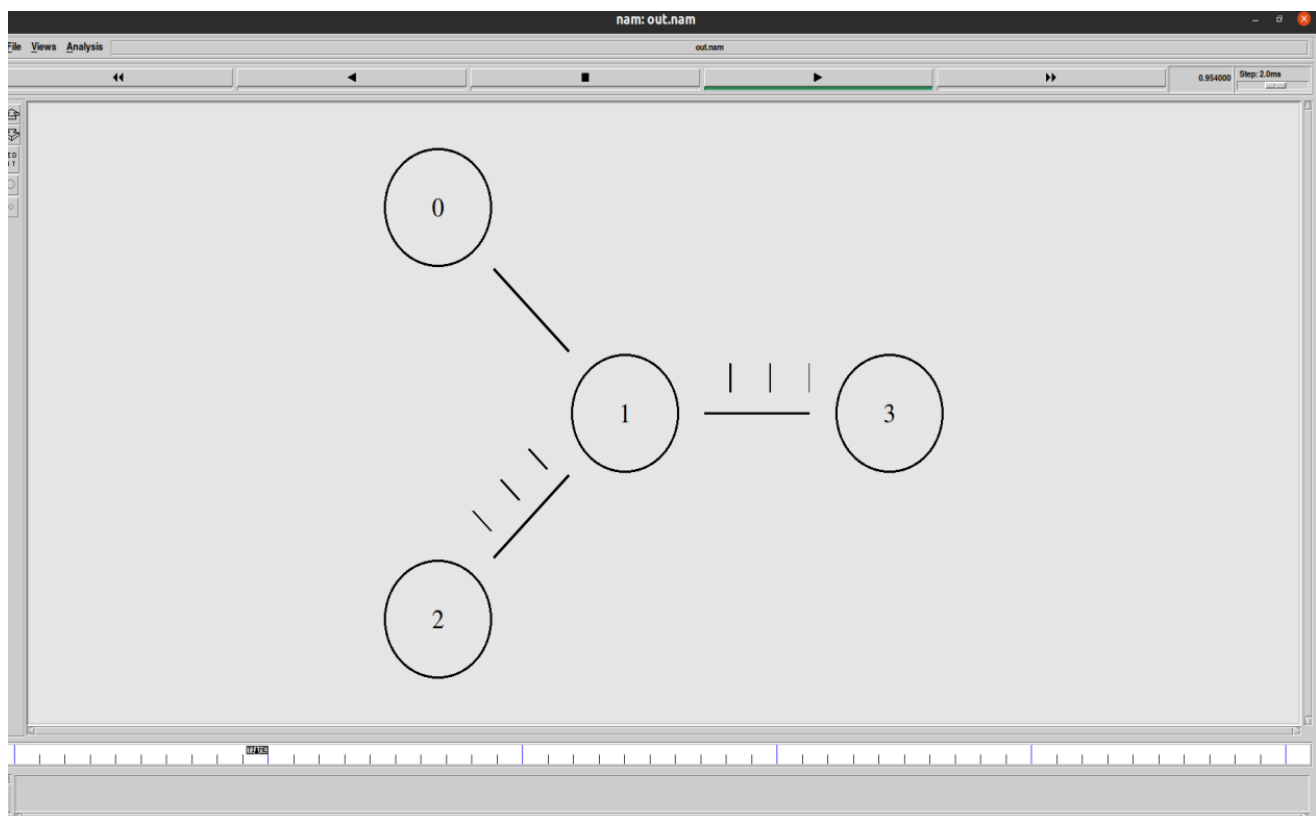 nam: out.nam
File Views Analysis
out.nam
0.954000
Step: 2.0ms
0
1
3
2